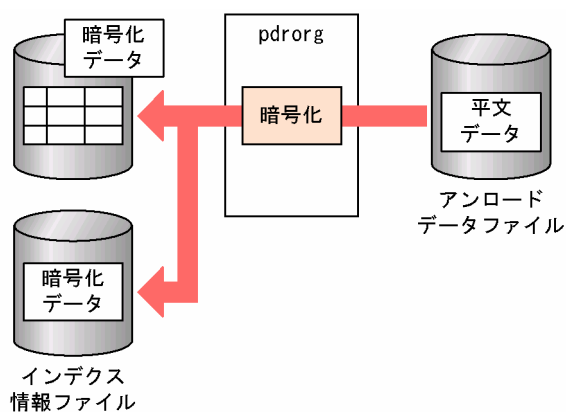 暗号化
データ
pdrorg
暗号化
平文
データ
アンロード
データファイル
暗号化
データ
インデクス
情報ファイル